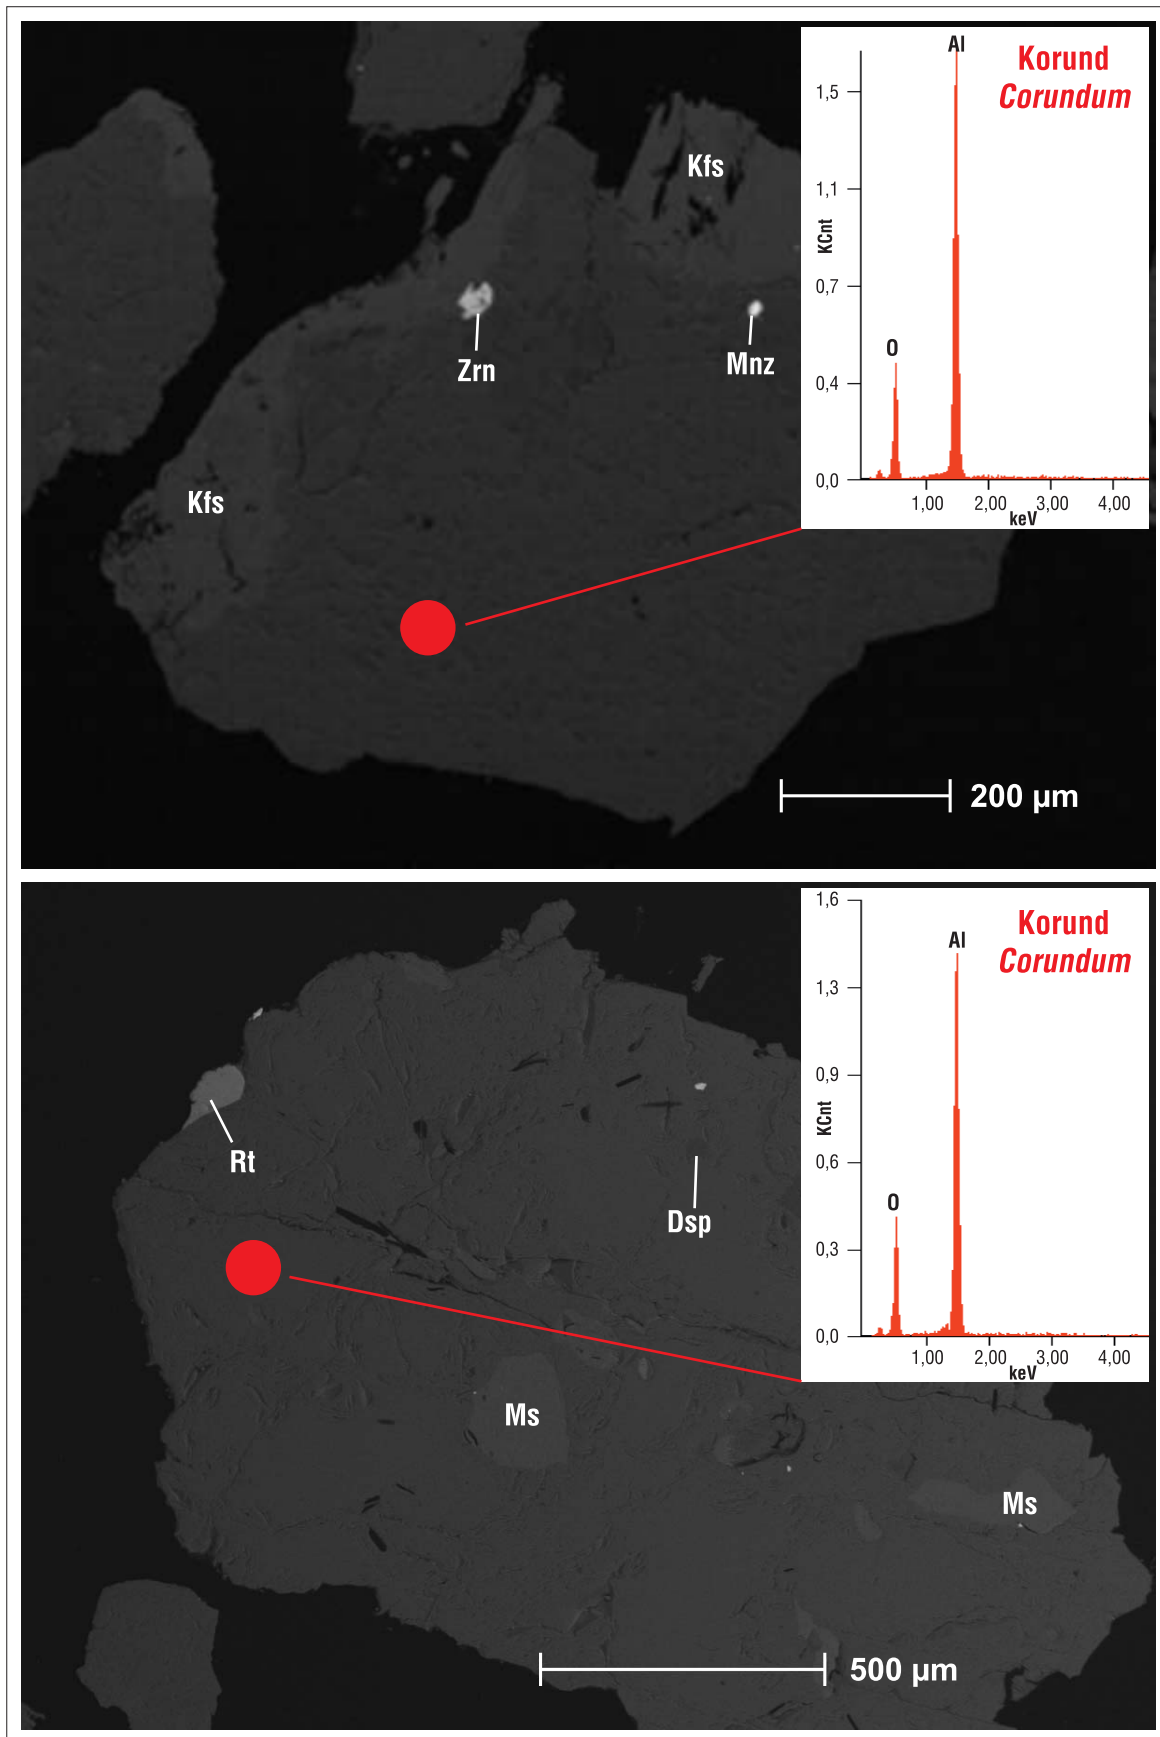 Al
Korund
Corundum
1,5
1,1
0,7
0,4
0,0
KCnt
O
1,00 2,00 3,00 4,00
keV
Kfs
Zrn
Mnz
Kfs
200 µm
1,6
1,3
0,9
0,6
0,3
0,0
KCnt
Al
Korund
Corundum
O
1,00 2,00 3,00 4,00
keV
Rt
Dsp
Ms
Ms
500 µm